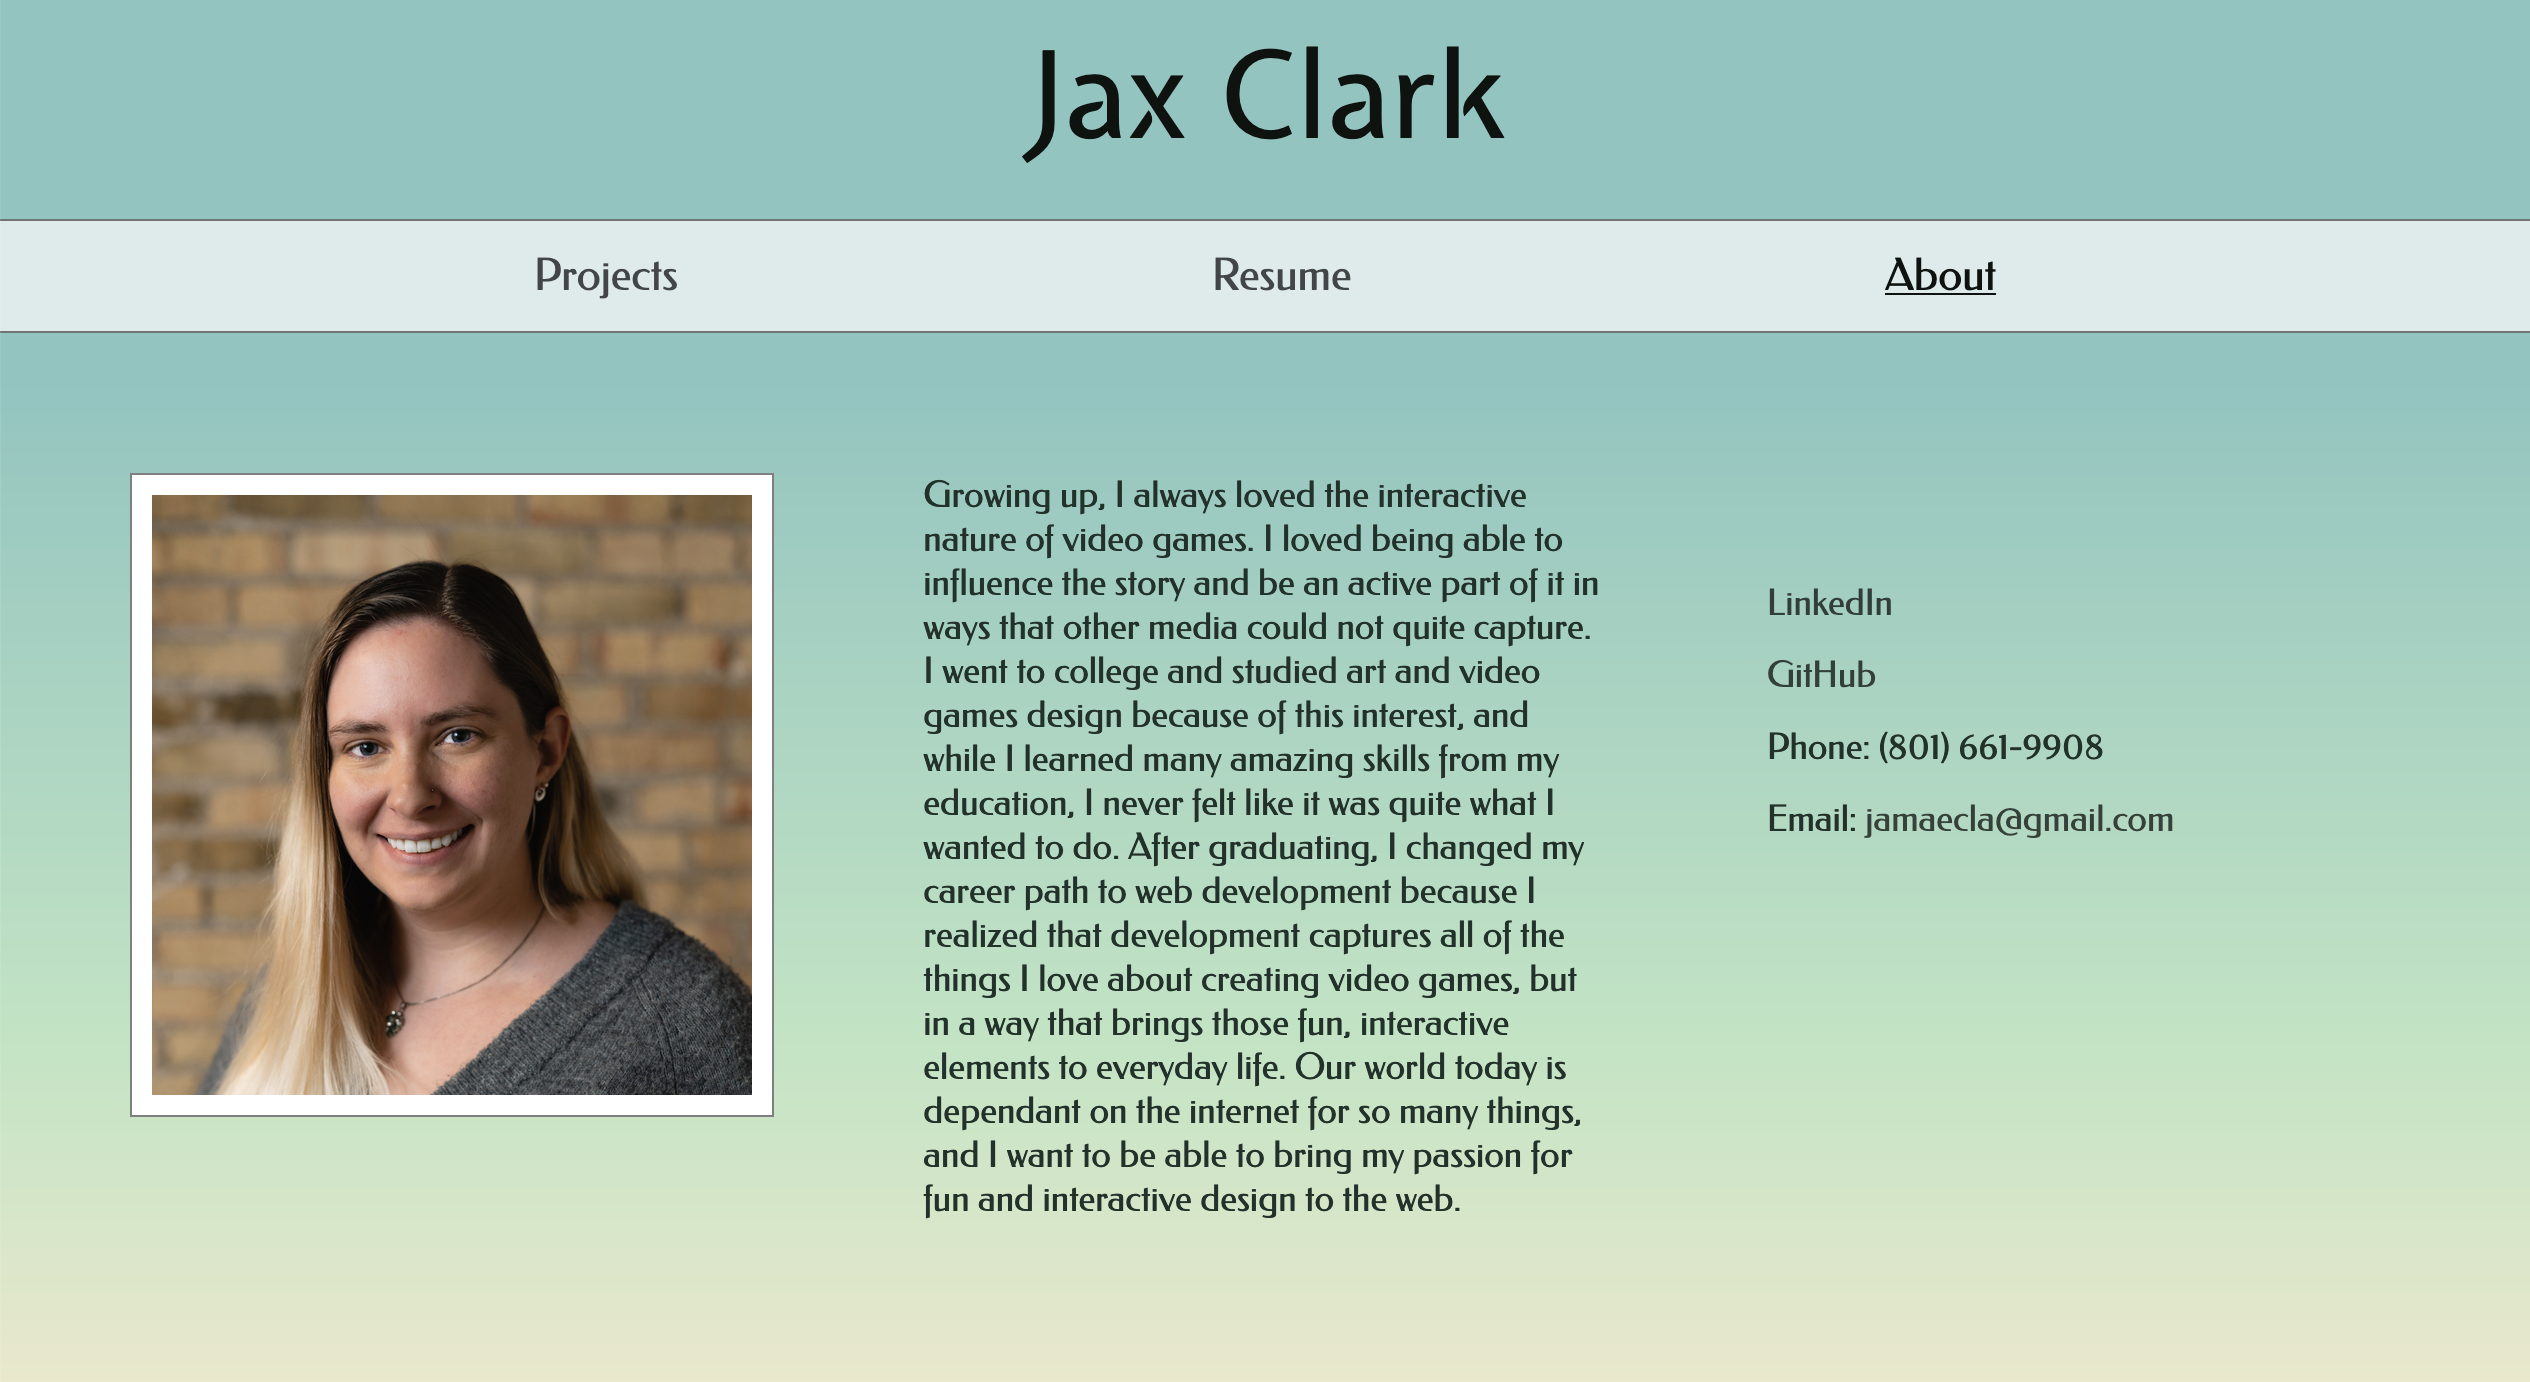 Jax Clark
Projects
Resume
About
Growing up, I always loved the interactive
nature of video games. I loved being able to
influence the story and be an active part of it in
ways that other media could not quite capture.
I went to college and studied art and video
games design because of this interest, and
while I learned many amazing skills from my
education, I never felt like it was quite what I
wanted to do. After graduating, I changed my
career path to web development because I
realized that development captures all of the
things I love about creating video games, but
in a way that brings those fun, interactive
elements to everyday life. Our world today is
dependant on the internet for so many things,
and I want to be able to bring my passion for
fun and interactive design to the web.
LinkedIn
GitHub
Phone: (801) 661-9908
Email: jamaecla@gmail.com